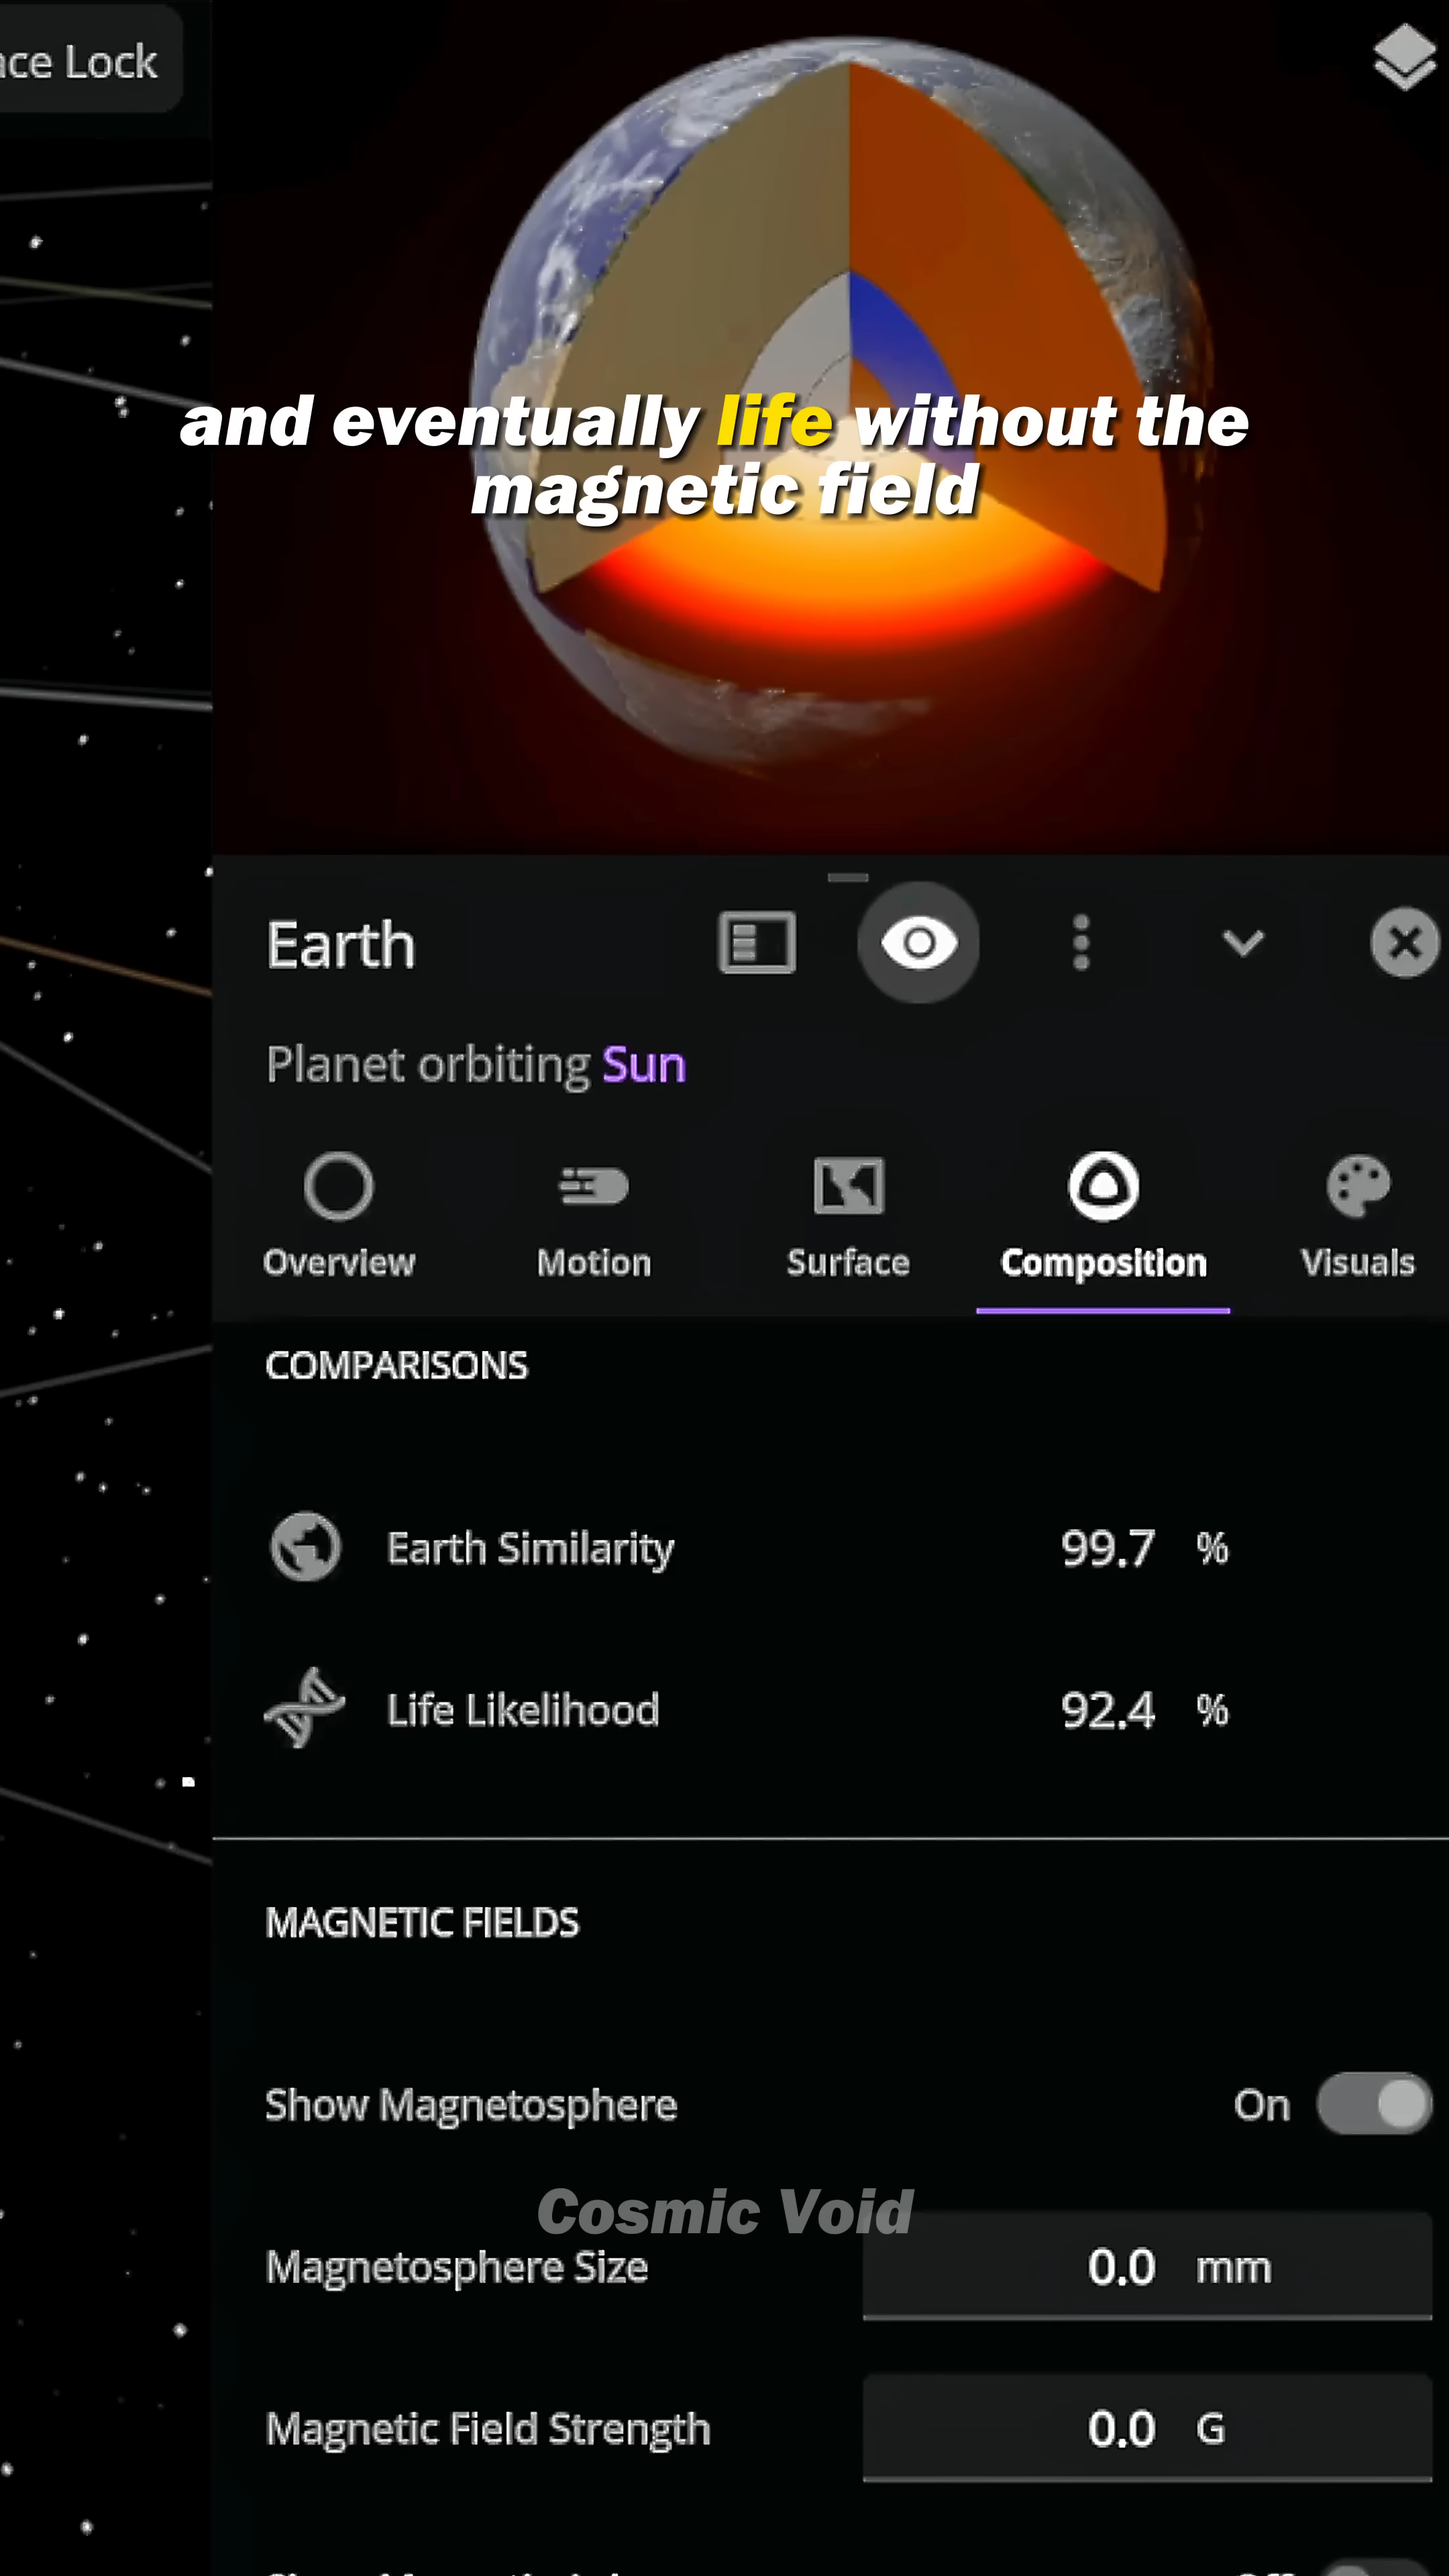 ace Lock
and eventually life without the
magnetic field
Earth
Planet orbiting Sun
Overview Motion Surface Composition Visuals
COMPARISONS
Earth Similarity 99.7 %
Life Likelihood 92.4 %
MAGNETIC FIELDS
Show Magnetosphere On
Cosmic Void
Magnetosphere Size 0.0 mm
Magnetic Field Strength 0.0 G